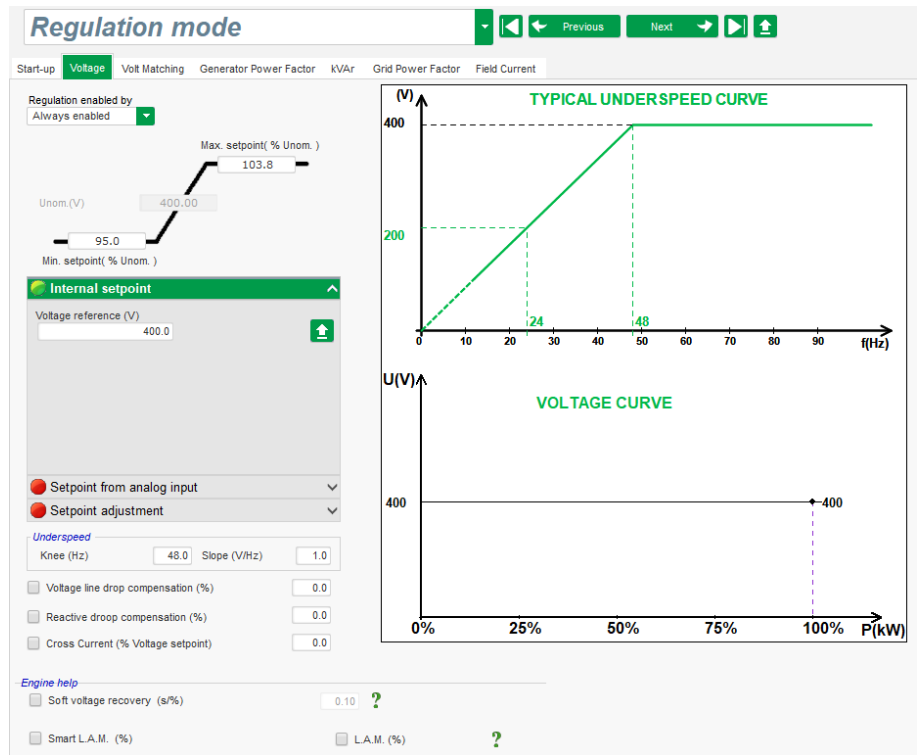 Regulation mode
Previous
Next
Start-up Voltage Volt Matching Generator Power Factor kVAr Grid Power Factor Field Current
Regulation enabled by
Always enabled
Max. setpoint( % Unom. )
103.8
Unom.(V) 400.00
95.0
Min. setpoint( % Unom. )
Internal setpoint
Voltage reference (V)
400.0
Setpoint from analog input
Setpoint adjustment
Underspeed
Knee (Hz) 48.0 Slope (V/Hz) 1.0
Voltage line drop compensation (%) 0.0
Reactive droop compensation (%) 0.0
Cross Current (% Voltage setpoint) 0.0
Engine help
Soft voltage recovery (s/%) 0.10 ?
Smart L.A.M. (%) L.A.M. (%) ?
(V) TYPICAL UNDERSPEED CURVE
400
200
24 48
0 10 20 30 40 50 60 70 80 90 f(Hz)
U(V)
VOLTAGE CURVE
400 400
0% 25% 50% 75% 100% P(kW)